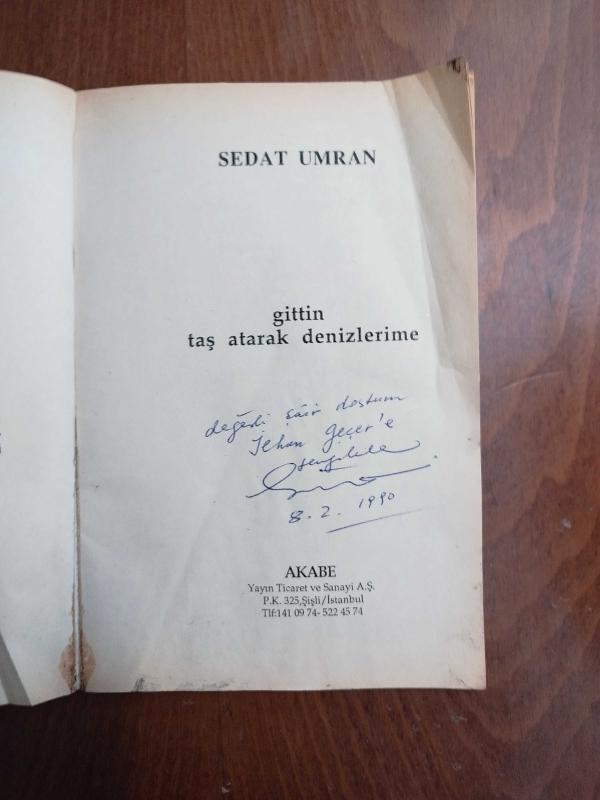 SEDAT UMRAN
gittin
taş atarak denizlerime
değerli şâir dostum
İlhan Geçer'e
sevgilerle
8.2.1990
AKABE
Yayın Ticaret ve Sanayi A.Ş.
P.K. 325,Şişli/İstanbul
Tlf:141 09 74- 522 45 74